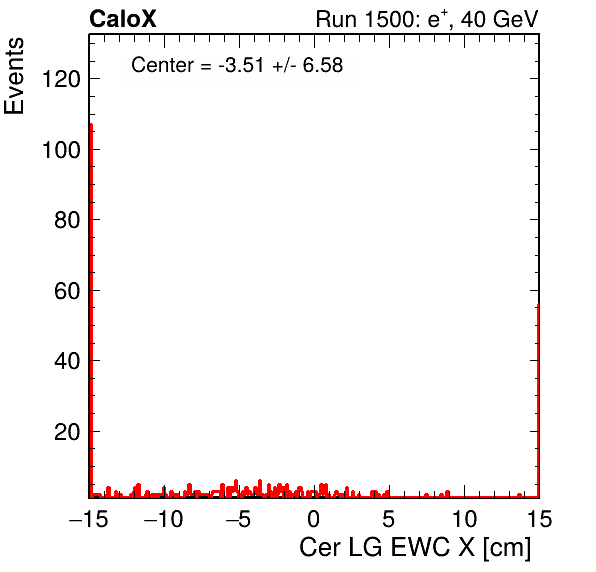 CaloX Run 1500: e⁺, 40 GeV
Center = -3.51 +/- 6.58
Events
120
100
80
60
40
20
−15 −10 −5 0 5 10 15
Cer LG EWC X [cm]